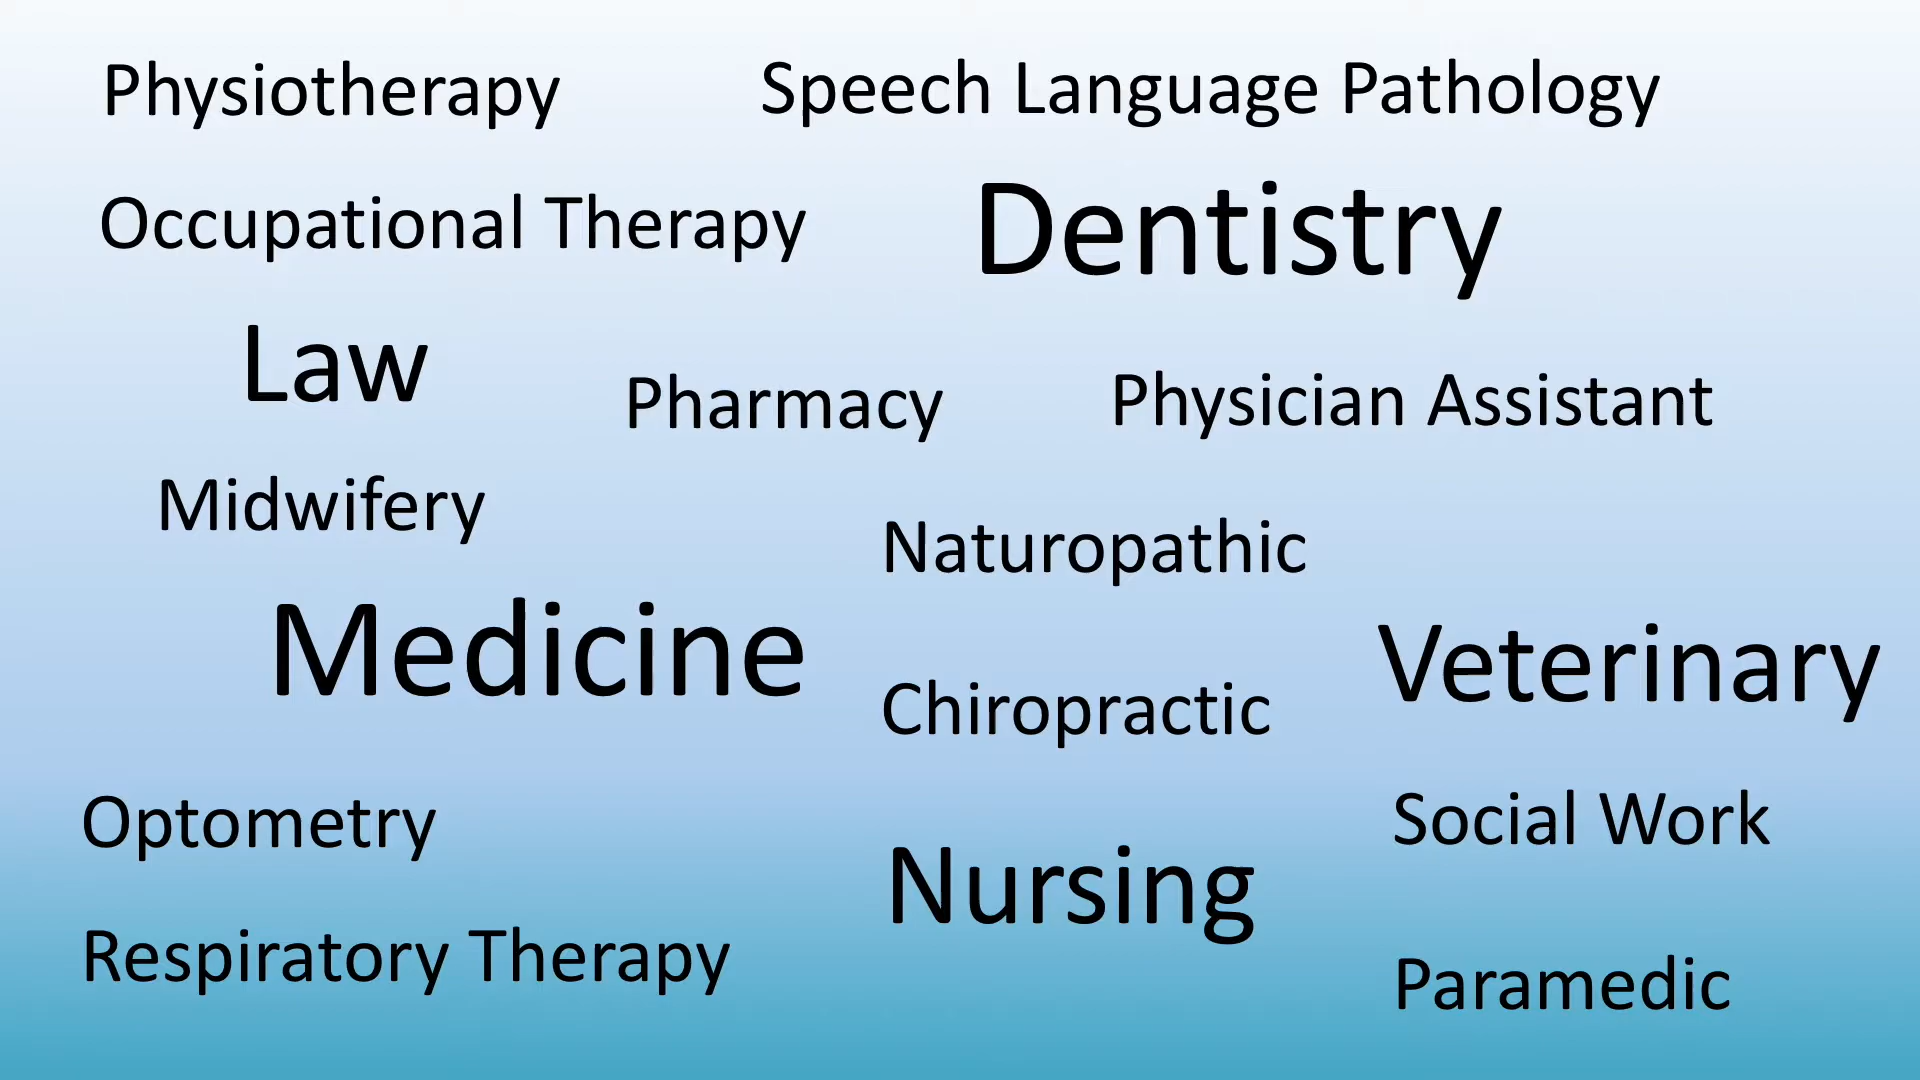 Physiotherapy
Speech Language Pathology
Occupational Therapy
Dentistry
Law
Pharmacy
Physician Assistant
Midwifery
Naturopathic
Medicine
Veterinary
Chiropractic
Optometry
Social Work
Nursing
Respiratory Therapy
Paramedic